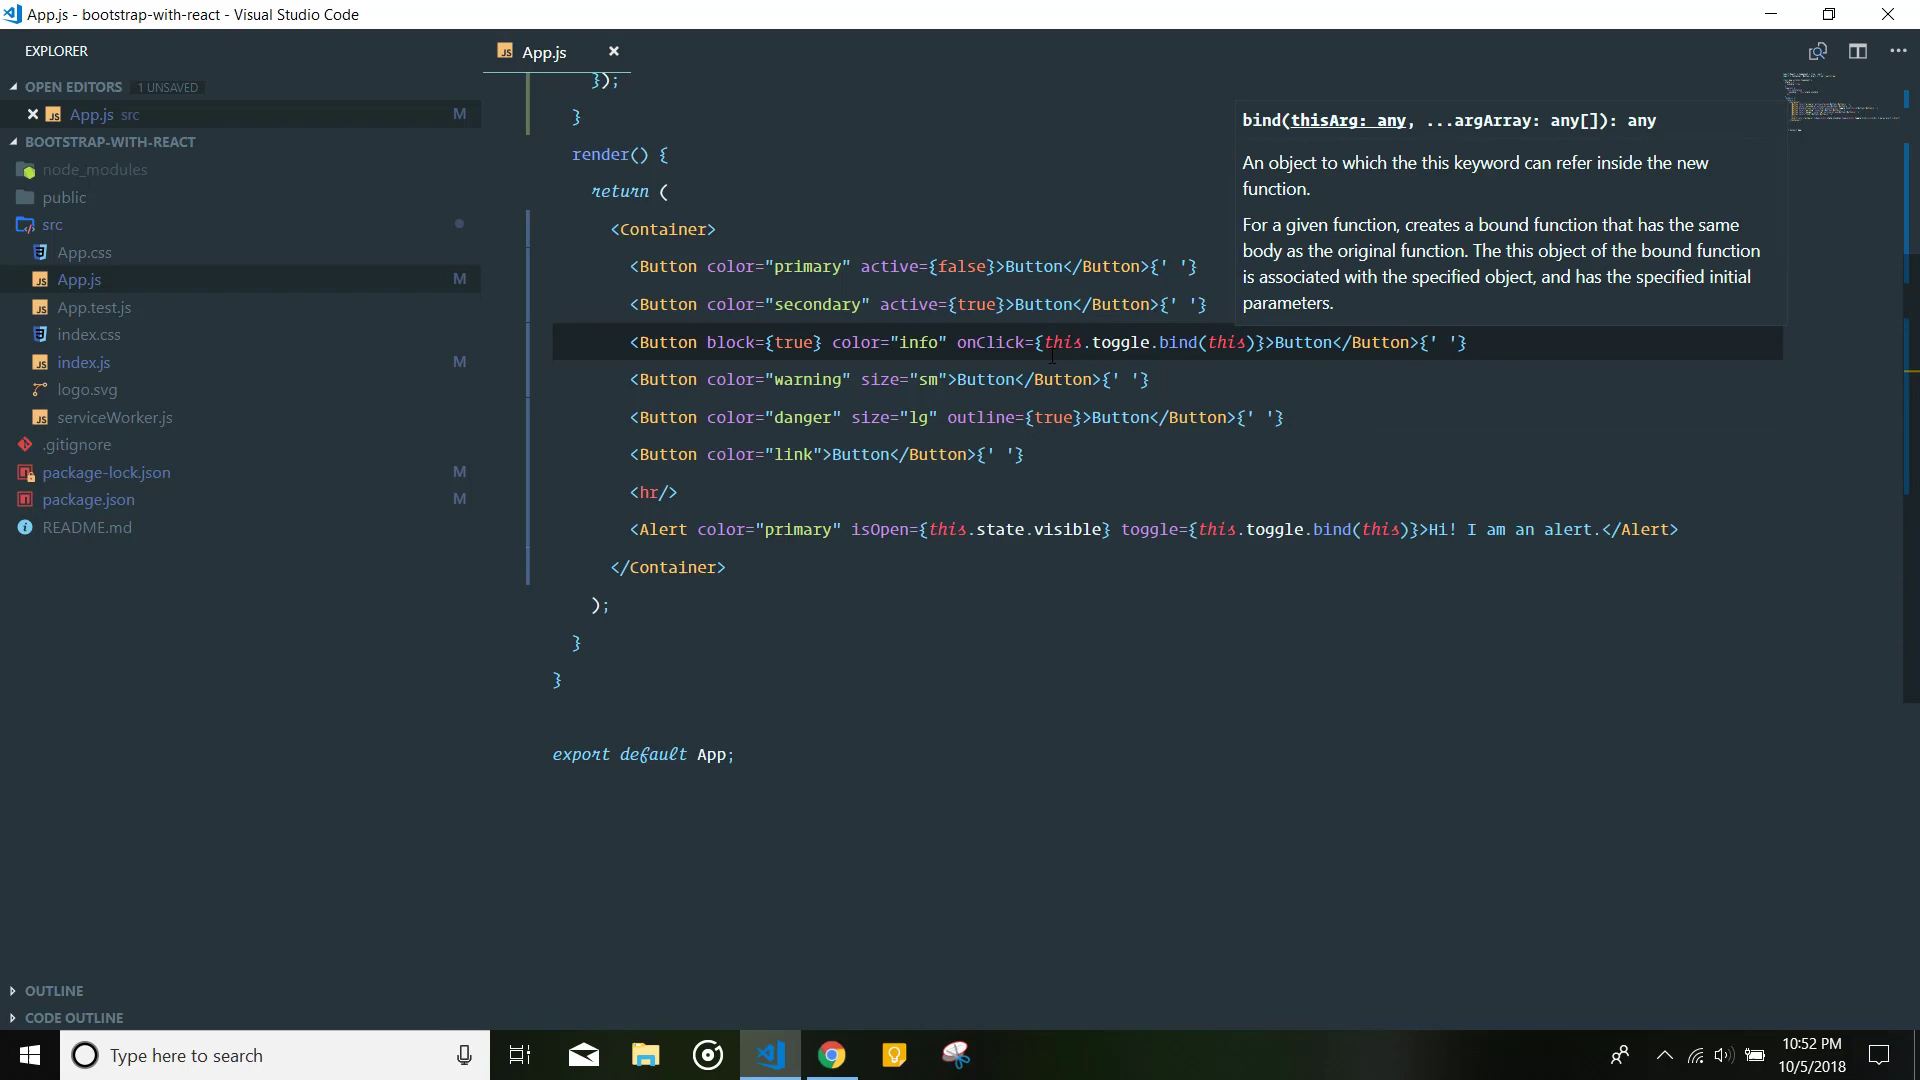 App.js - bootstrap-with-react - Visual Studio Code
EXPLORER
OPEN EDITORS 1 UNSAVED
App.js src M
BOOTSTRAP-WITH-REACT
node_modules
public
src
App.css
App.js M
App.test.js
index.css
index.js M
logo.svg
serviceWorker.js
.gitignore
package-lock.json M
package.json M
README.md
OUTLINE
CODE OUTLINE
App.js
});
}
render() {
return (
<Container>
<Button color="primary" active={false}>Button</Button>{' '}
<Button color="secondary" active={true}>Button</Button>{' '}
<Button block={true} color="info" onClick={this.toggle.bind(this)}>Button</Button>{' '}
<Button color="warning" size="sm">Button</Button>{' '}
<Button color="danger" size="lg" outline={true}>Button</Button>{' '}
<Button color="link">Button</Button>{' '}
<hr/>
<Alert color="primary" isOpen={this.state.visible} toggle={this.toggle.bind(this)}>Hi! I am an alert.</Alert>
</Container>
);
}
}
export default App;
bind(thisArg: any, ...argArray: any[]): any
An object to which the this keyword can refer inside the new
function.
For a given function, creates a bound function that has the same
body as the original function. The this object of the bound function
is associated with the specified object, and has the specified initial
parameters.
Type here to search
10:52 PM
10/5/2018